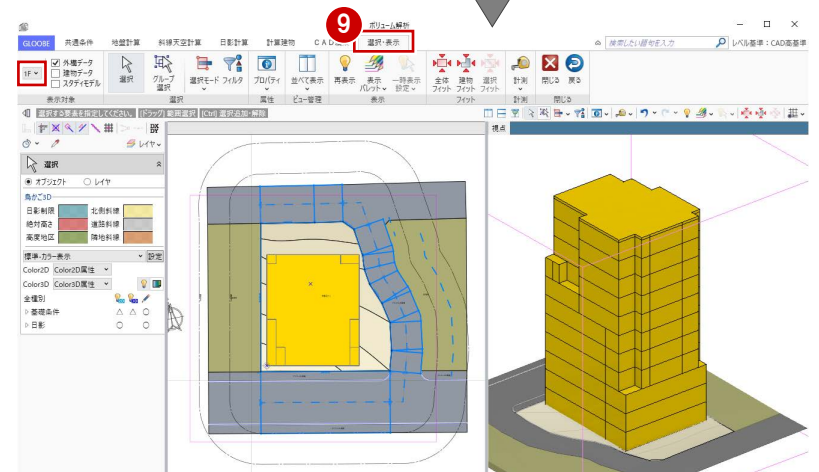 9
ボリューム解析
GLOOBE 共通条件 地盤計算 斜線天空計算 日影計算 計算建物 選択・表示
検索したい語句を入力 レベル基準：CAD高基準
1F
外構データ
建物データ
スタディモデル
選択 グループ選択 選択モード フィルタ プロパティ 並べて表示 再表示 表示パレット 一時表示設定 全体フィット 建物フィット 選択フィット 計測 閉じる 戻る
表示対象 選択 属性 ビュー管理 表示 フィット 計測 閉じる
選択する要素を指定してください。 [ドラッグ] 範囲選択 [Ctrl] 選択追加・解除
レイヤ
視点
選択
オブジェクト レイヤ
鳥かご3D
日影制限 北側斜線
絶対高さ 道路斜線
高度地区 隣地斜線
標準-カラー表示 設定
Color2D Color2D属性
Color3D Color3D属性
全種別
基礎条件 △ △ ○
日影 ○ ○